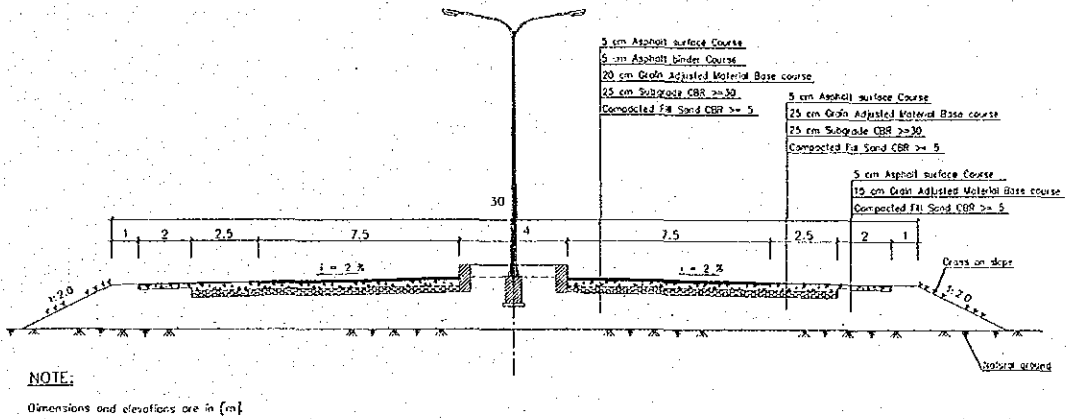 5 cm Asphalt surface Course
5 cm Asphalt binder Course
20 cm Grain Adjusted Material Base course
25 cm Subgrade CBR >=30
Compacted Fill Sand CBR >= 5
5 cm Asphalt surface Course
25 cm Grain Adjusted Material Base course
25 cm Subgrade CBR >=30
Compacted Fill Sand CBR >= 5
5 cm Asphalt surface Course
15 cm Grain Adjusted Material Base course
Compacted Fill Sand CBR >= 5
30
1 2 2.5 7.5 4 7.5 2.5 2 1
i = 2 % i = 2 %
Grass on slope
1:2.0 1:2.0
Natural ground
NOTE:
Dimensions and elevations are in [m]